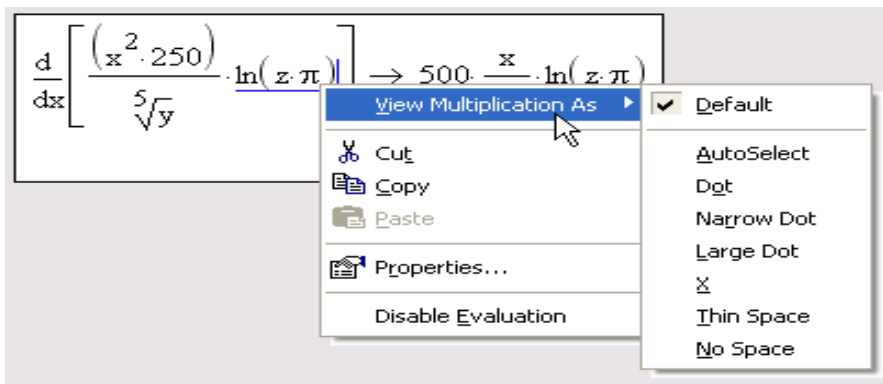 d/dx[ (x^2·250) / ⁵√y · ln(z·π) ] → 500· x · ln(z·π)
View Multiplication As
Cut
Copy
Paste
Properties...
Disable Evaluation
Default
AutoSelect
Dot
Narrow Dot
Large Dot
X
Thin Space
No Space